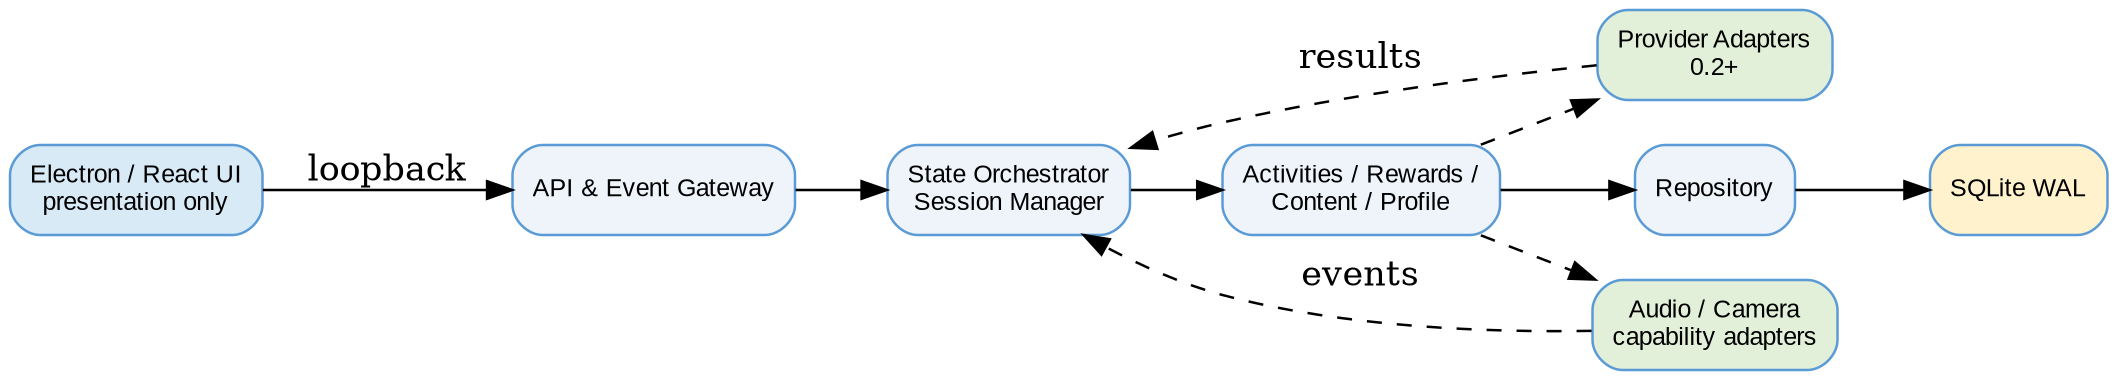 Electron / React UI
presentation only
loopback
API & Event Gateway
State Orchestrator
Session Manager
results
events
Activities / Rewards /
Content / Profile
Provider Adapters
0.2+
Repository
SQLite WAL
Audio / Camera
capability adapters